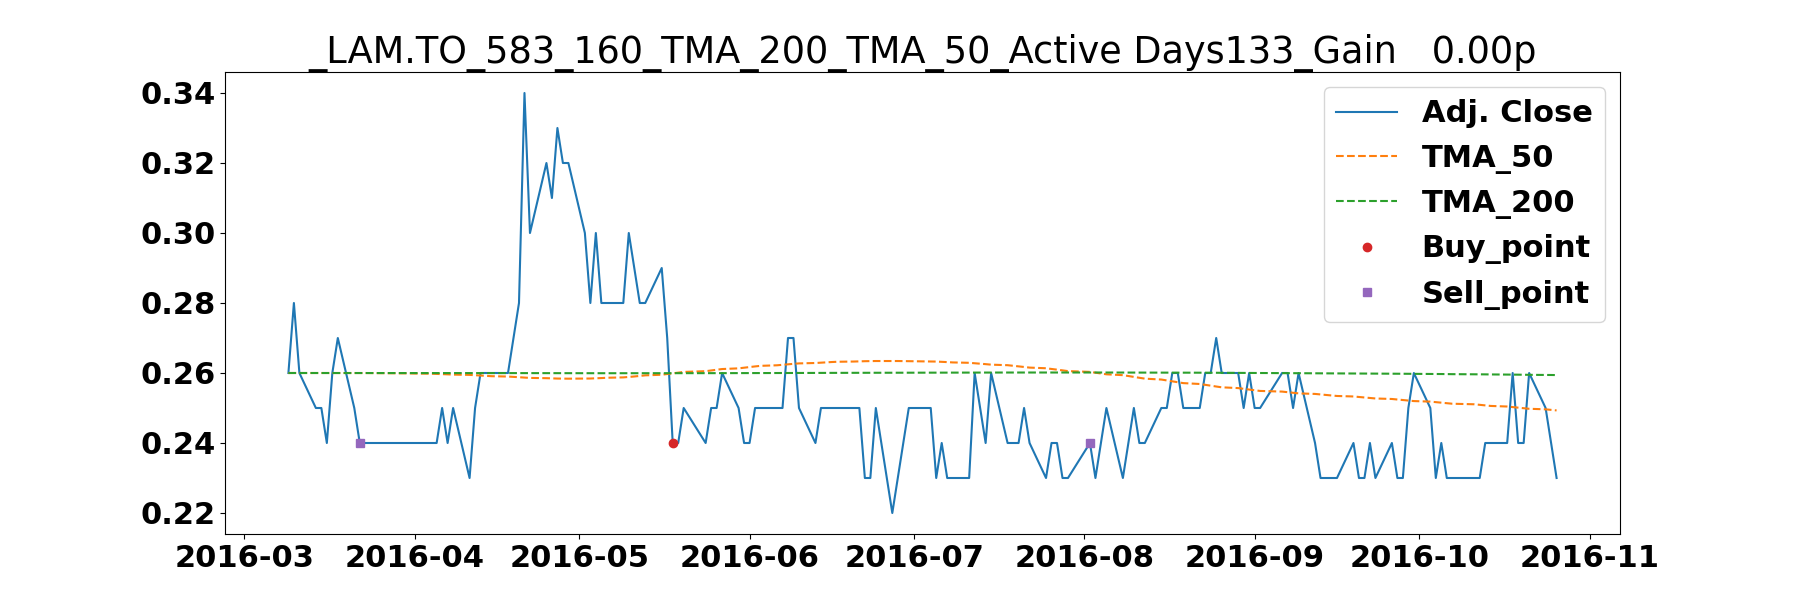 _LAM.TO_583_160_TMA_200_TMA_50_Active Days133_Gain   0.00p
0.34
0.32
0.30
0.28
0.26
0.24
0.22
Adj. Close
TMA_50
TMA_200
Buy_point
Sell_point
2016-03 2016-04 2016-05 2016-06 2016-07 2016-08 2016-09 2016-10 2016-11